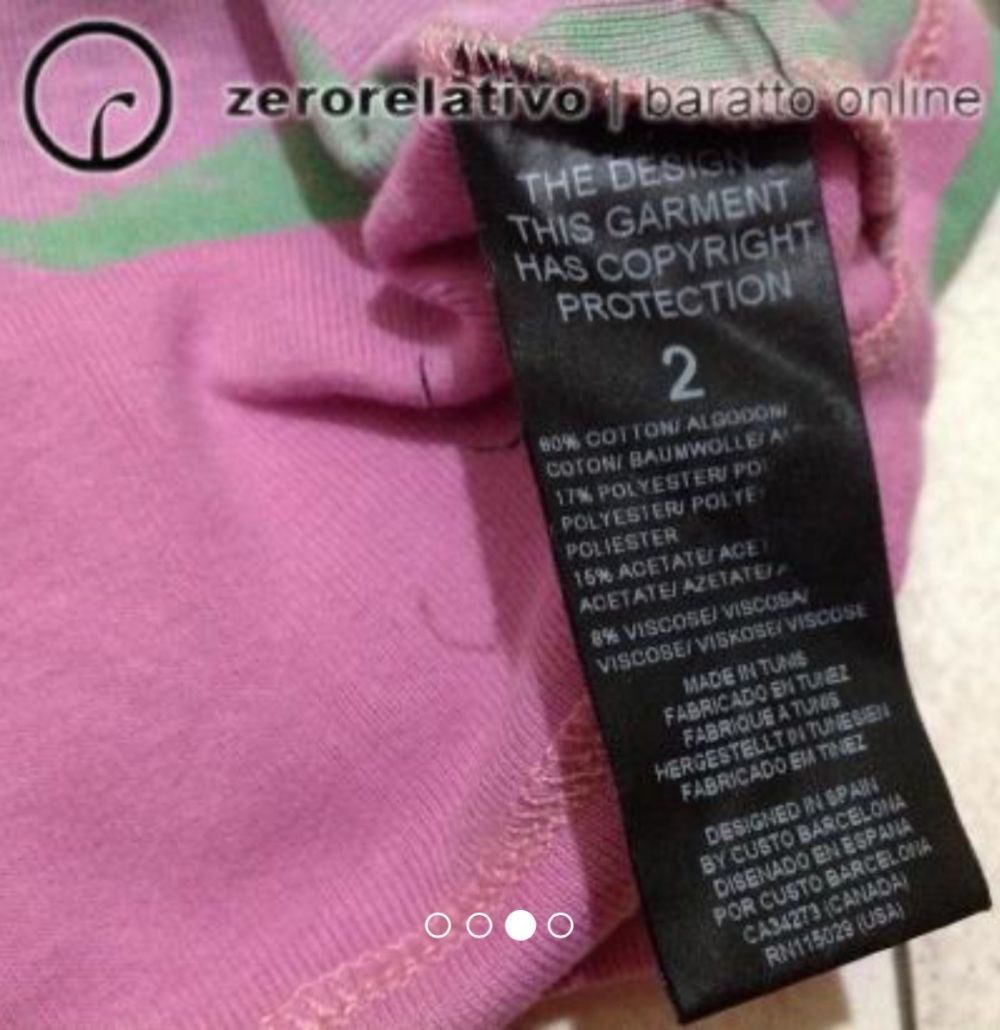 zerorelativo | baratto online
THE DESIGN
THIS GARMENT
HAS COPYRIGHT
PROTECTION
2
60% COTTON/ ALGODON/
COTON/ BAUMWOLLE/
17% POLYESTER/
POLYESTER/
POLIESTER
15% ACETATE/
ACETATE/ AZETATE/
8% VISCOSE/ VISCOSA/
VISCOSE/ VISKOSE/ VISCOSE
MADE IN TUNIS
FABRICADO EN TUNEZ
FABRIQUE A TUNIS
HERGESTELLT IN TUNESIEN
FABRICADO EM TINEZ
DESIGNED IN SPAIN
BY CUSTO BARCELONA
DISENADO EN ESPANA
POR CUSTO BARCELONA
CA34273 (CANADA)
RN115029 (USA)